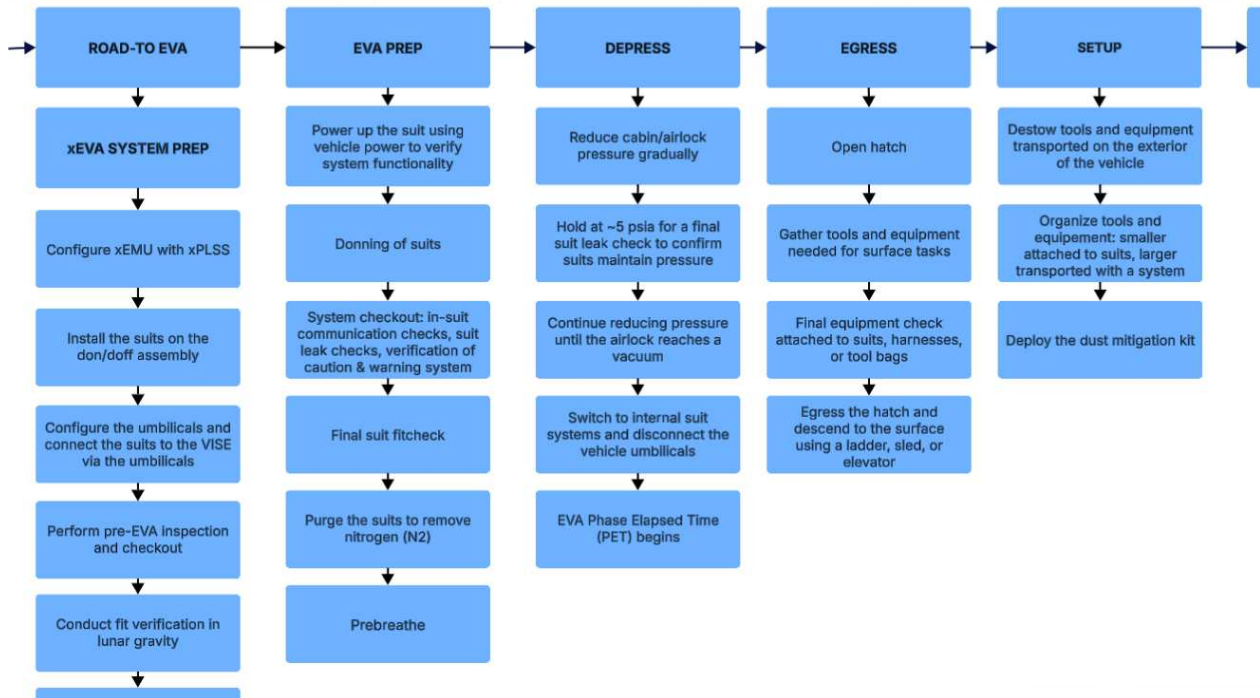 ROAD-TO EVA
xEVA SYSTEM PREP
Configure xEMU with xPLSS
Install the suits on the
don/doff assembly
Configure the umbilicals and
connect the suits to the VISE
via the umbilicals
Perform pre-EVA inspection
and checkout
Conduct fit verification in
lunar gravity
EVA PREP
Power up the suit using
vehicle power to verify
system functionality
Donning of suits
System checkout: in-suit
communication checks, suit
leak checks, verification of
caution & warning system
Final suit fitcheck
Purge the suits to remove
nitrogen (N2)
Prebreathe
DEPRESS
Reduce cabin/airlock
pressure gradually
Hold at ~5 psia for a final
suit leak check to confirm
suits maintain pressure
Continue reducing pressure
until the airlock reaches a
vacuum
Switch to internal suit
systems and disconnect the
vehicle umbilicals
EVA Phase Elapsed Time
(PET) begins
EGRESS
Open hatch
Gather tools and equipment
needed for surface tasks
Final equipment check
attached to suits, harnesses,
or tool bags
Egress the hatch and
descend to the surface
using a ladder, sled, or
elevator
SETUP
Destow tools and equipment
transported on the exterior
of the vehicle
Organize tools and
equipement: smaller
attached to suits, larger
transported with a system
Deploy the dust mitigation kit